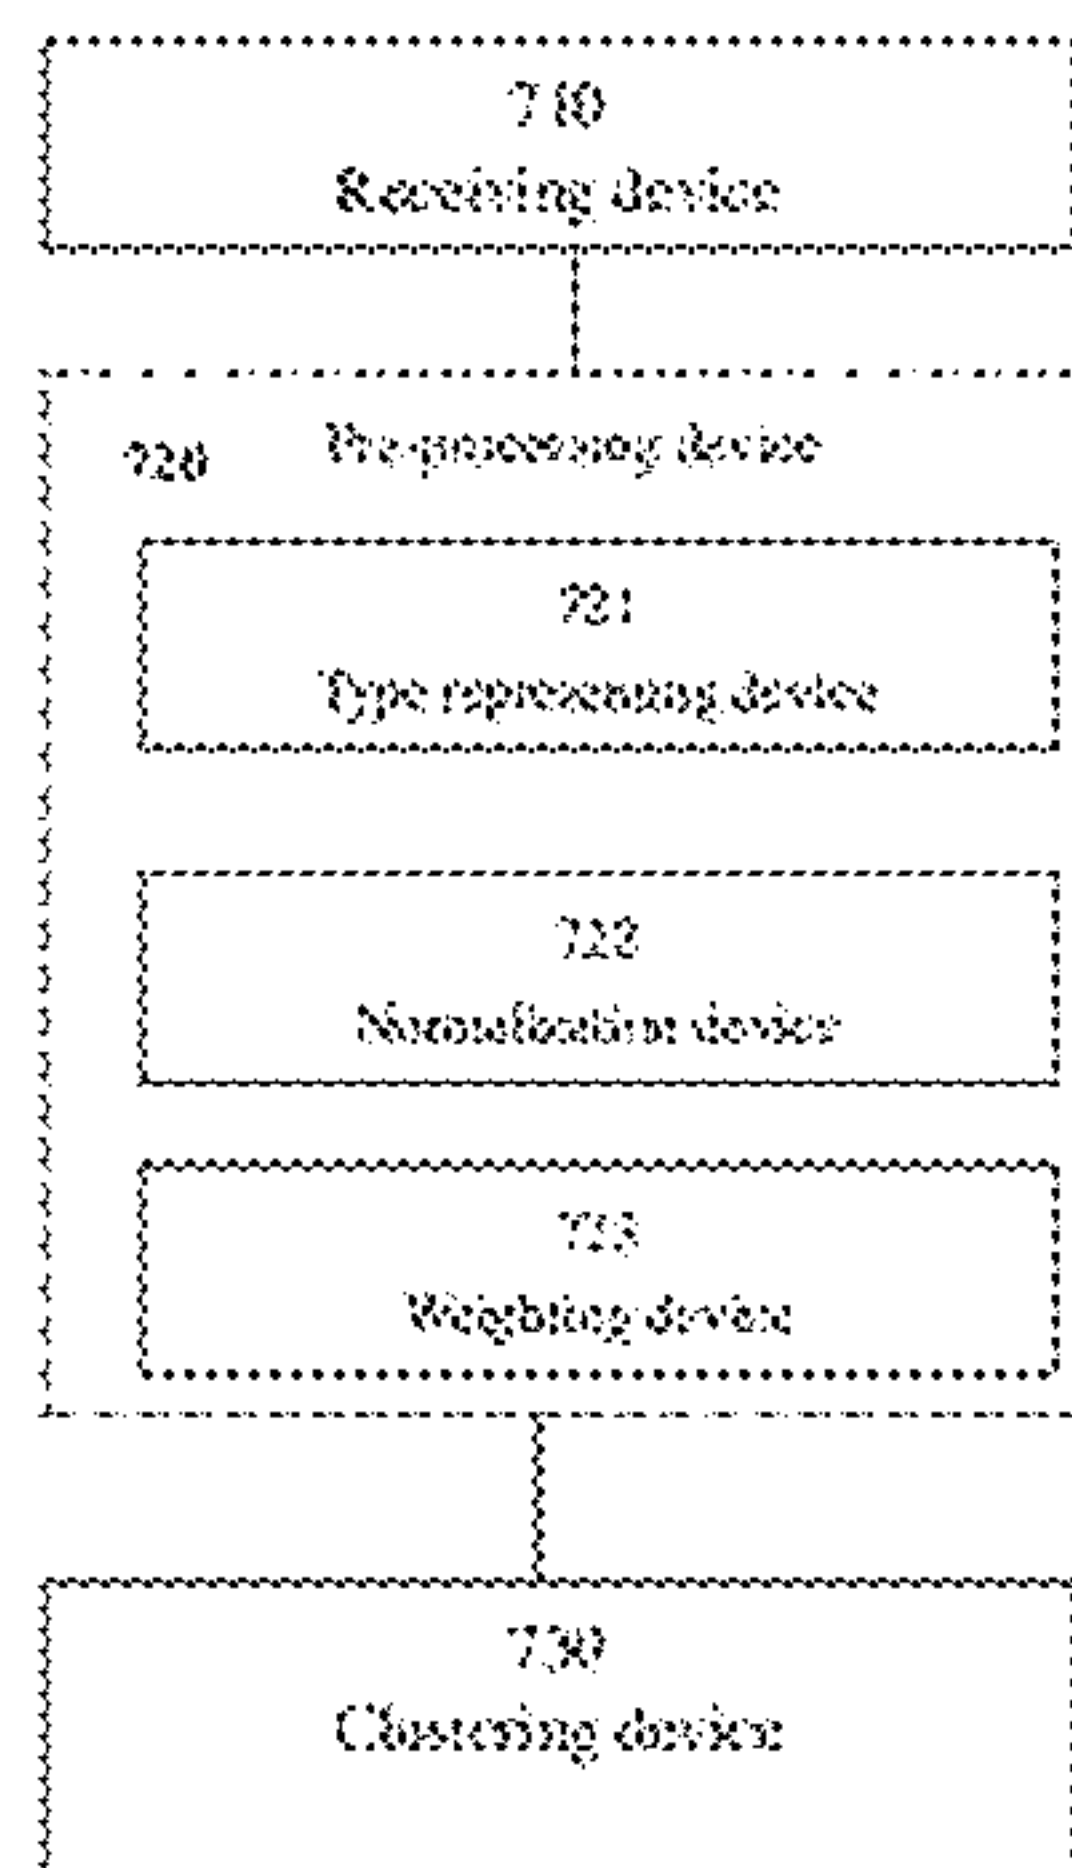 710
Receiving device
720
Pre-processing device
721
Type representing device
722
Normalization device
723
Weighting device
730
Clustering device